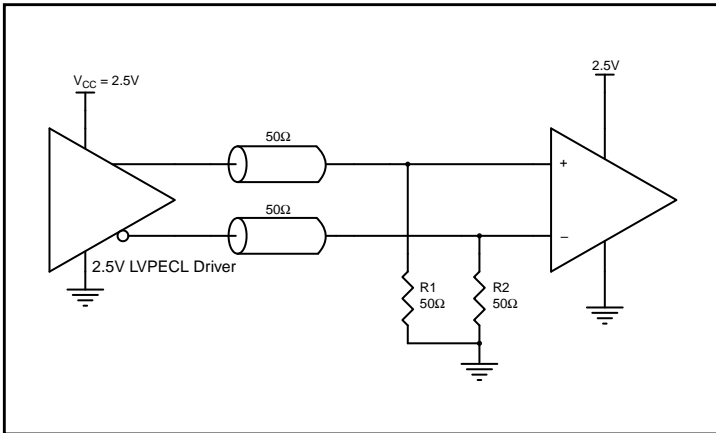 V_CC = 2.5V
2.5V
50Ω
+
50Ω
–
2.5V LVPECL Driver
R1
50Ω
R2
50Ω